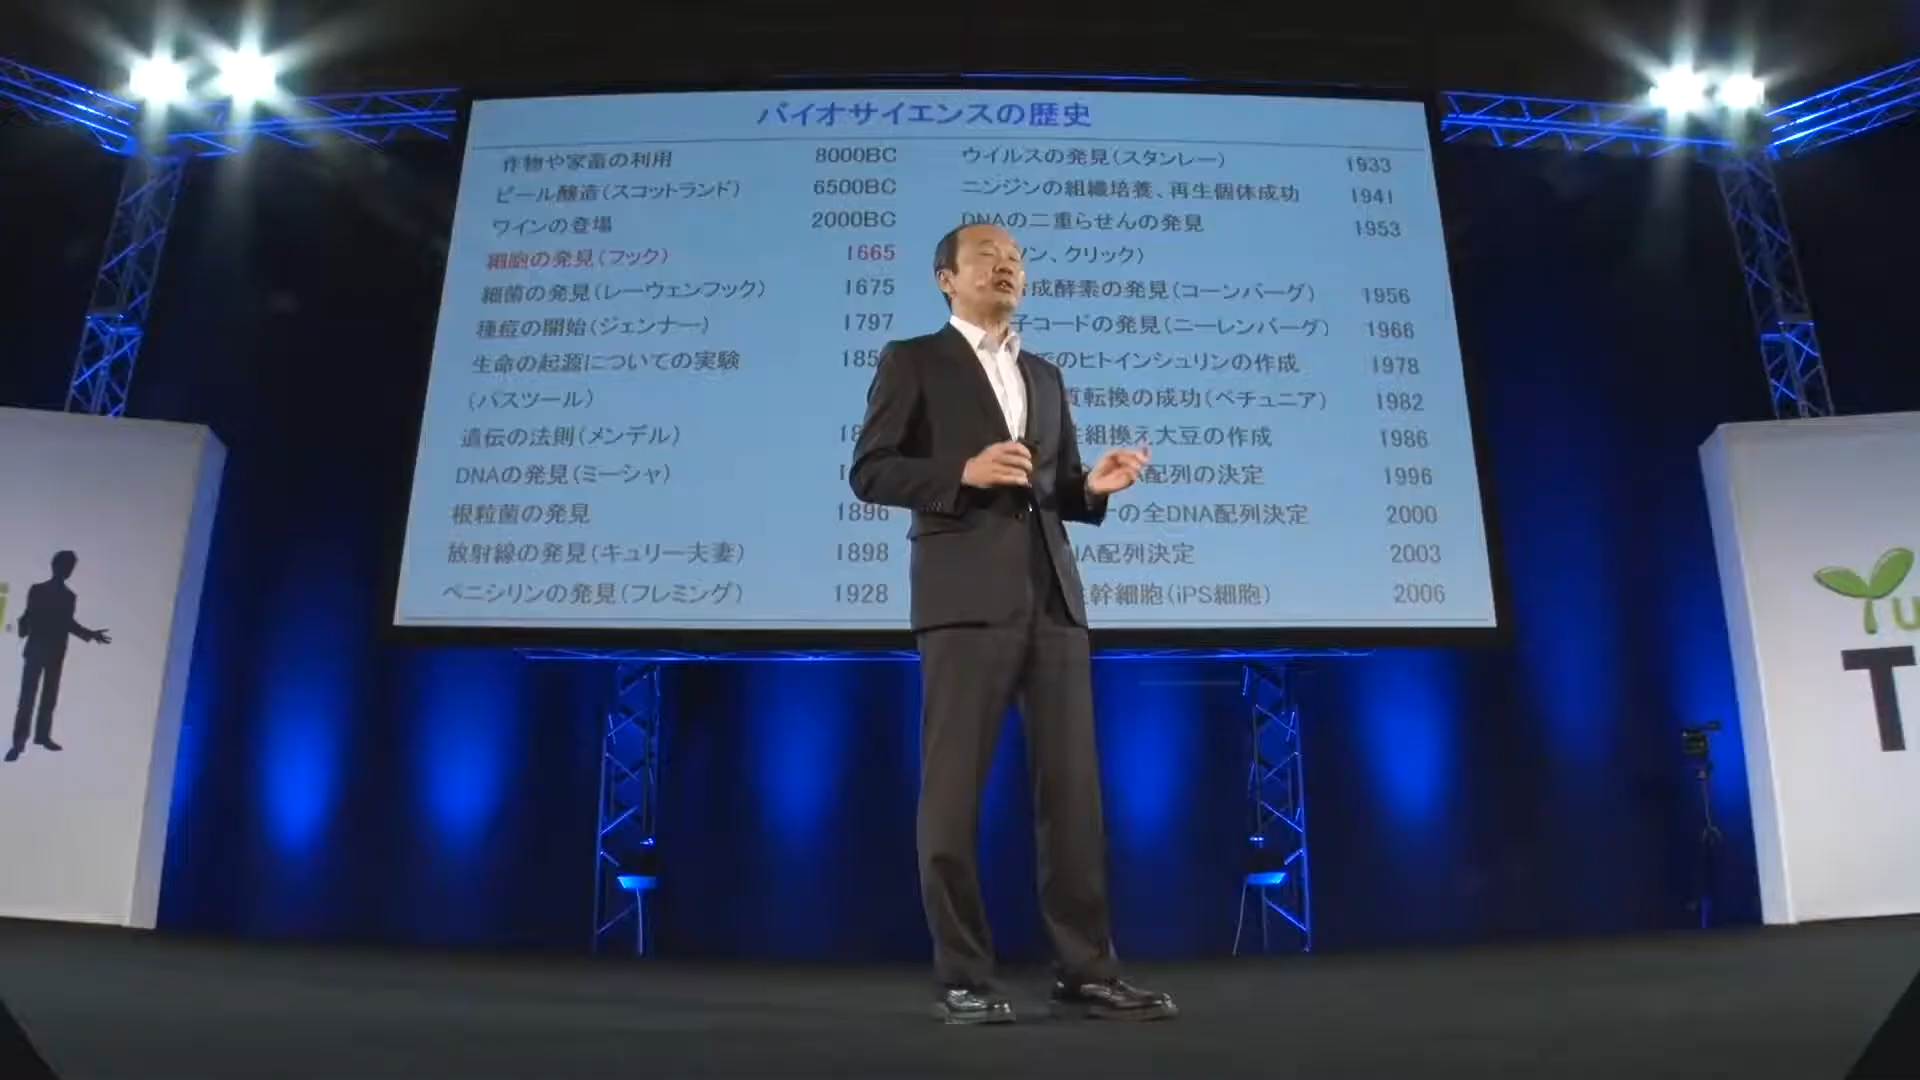 バイオサイエンスの歴史
作物や家畜の利用 8000BC
ビール醸造(スコットランド) 6500BC
ワインの登場 2000BC
細胞の発見(フック) 1665
細菌の発見(レーウェンフック) 1675
種痘の開始(ジェンナー) 1797
生命の起源についての実験
(パスツール)
遺伝の法則(メンデル)
DNAの発見(ミーシャ)
根粒菌の発見 1896
放射線の発見(キュリー夫妻) 1898
ペニシリンの発見(フレミング) 1928
ウイルスの発見(スタンレー) 1933
ニンジンの組織培養、再生個体成功 1941
DNAの二重らせんの発見 1953
ソン、クリック)
成酵素の発見(コーンバーグ) 1956
子コードの発見(ニーレンバーグ) 1966
でのヒトインシュリンの作成 1978
質転換の成功(ペチュニア) 1982
組換え大豆の作成 1986
配列の決定 1996
の全DNA配列決定 2000
NA配列決定 2003
幹細胞(iPS細胞) 2006
T